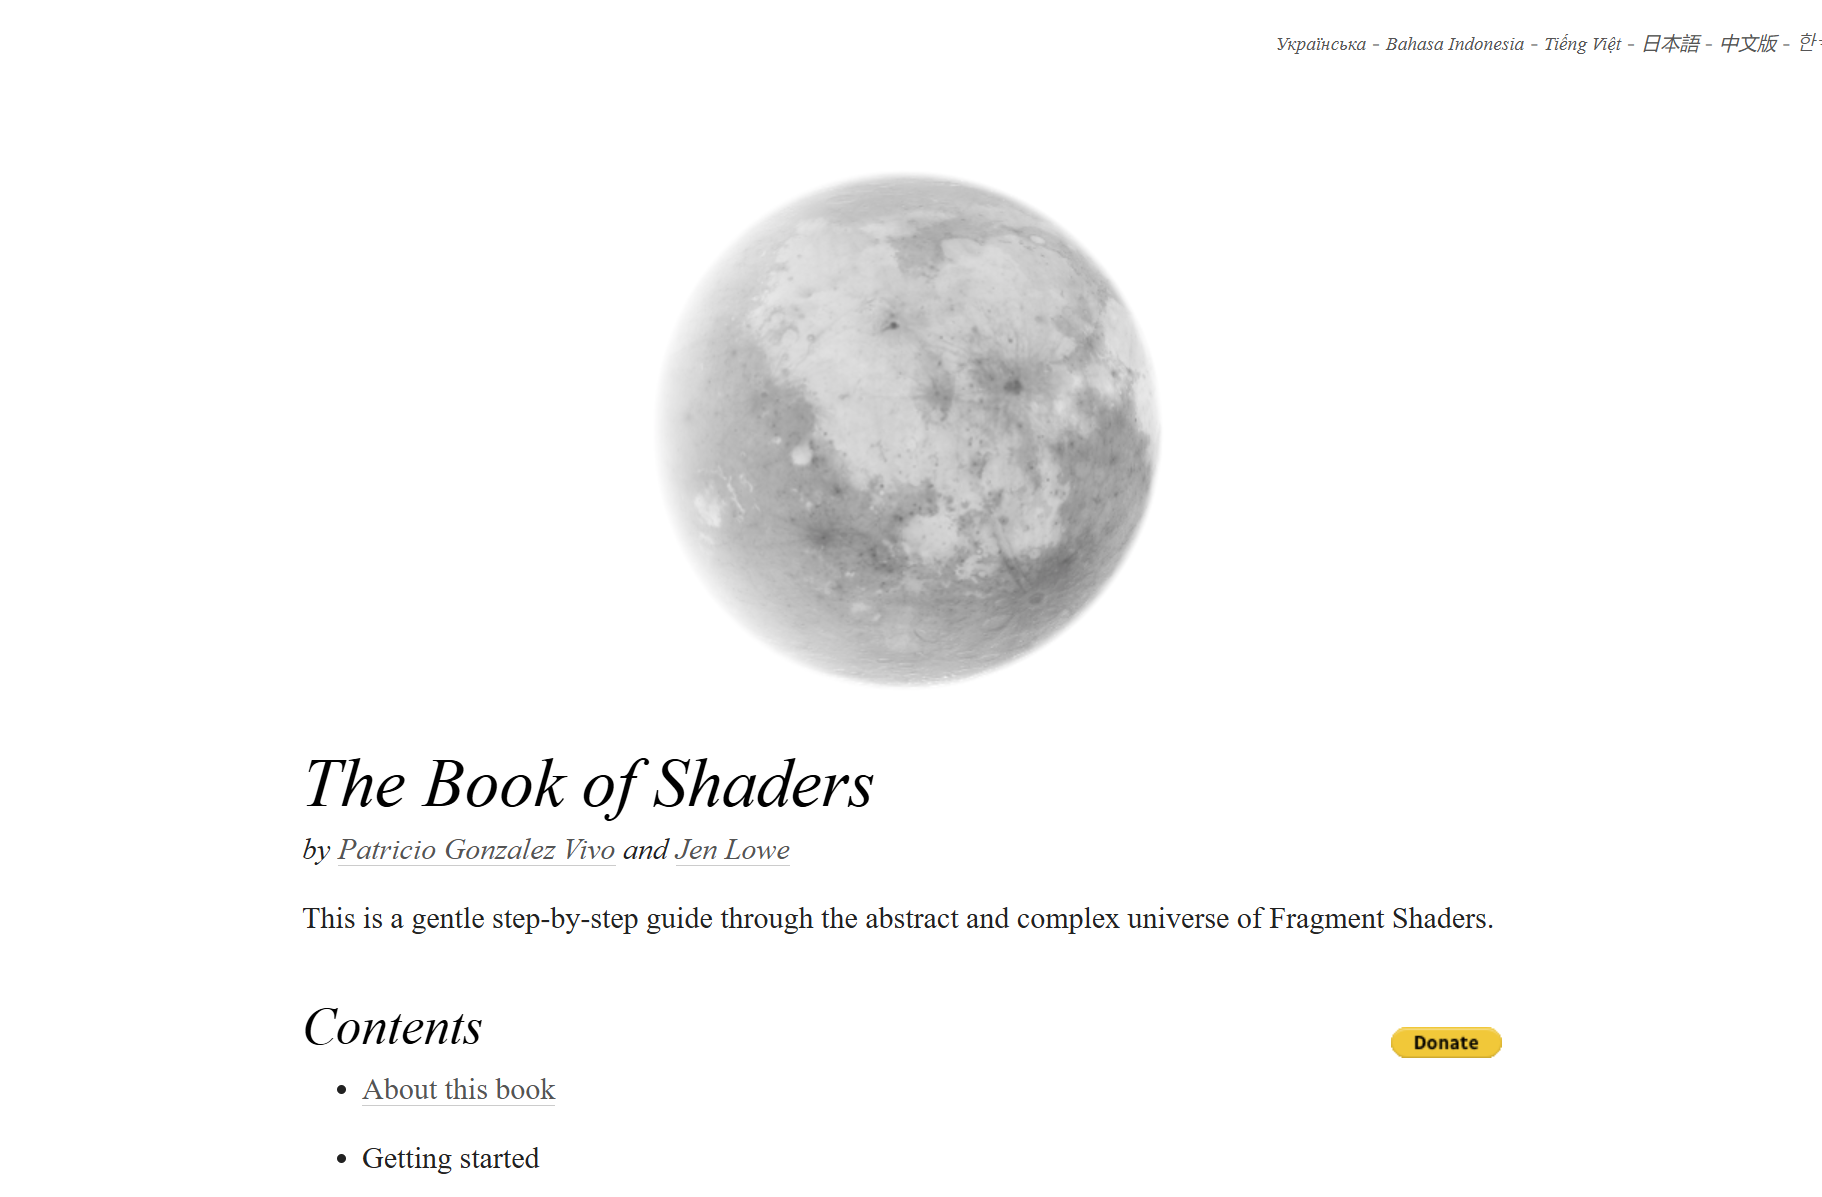 Українська - Bahasa Indonesia - Tiếng Việt - 日本語 - 中文版 -
The Book of Shaders
by Patricio Gonzalez Vivo and Jen Lowe
This is a gentle step-by-step guide through the abstract and complex universe of Fragment Shaders.
Contents
Donate
About this book
Getting started